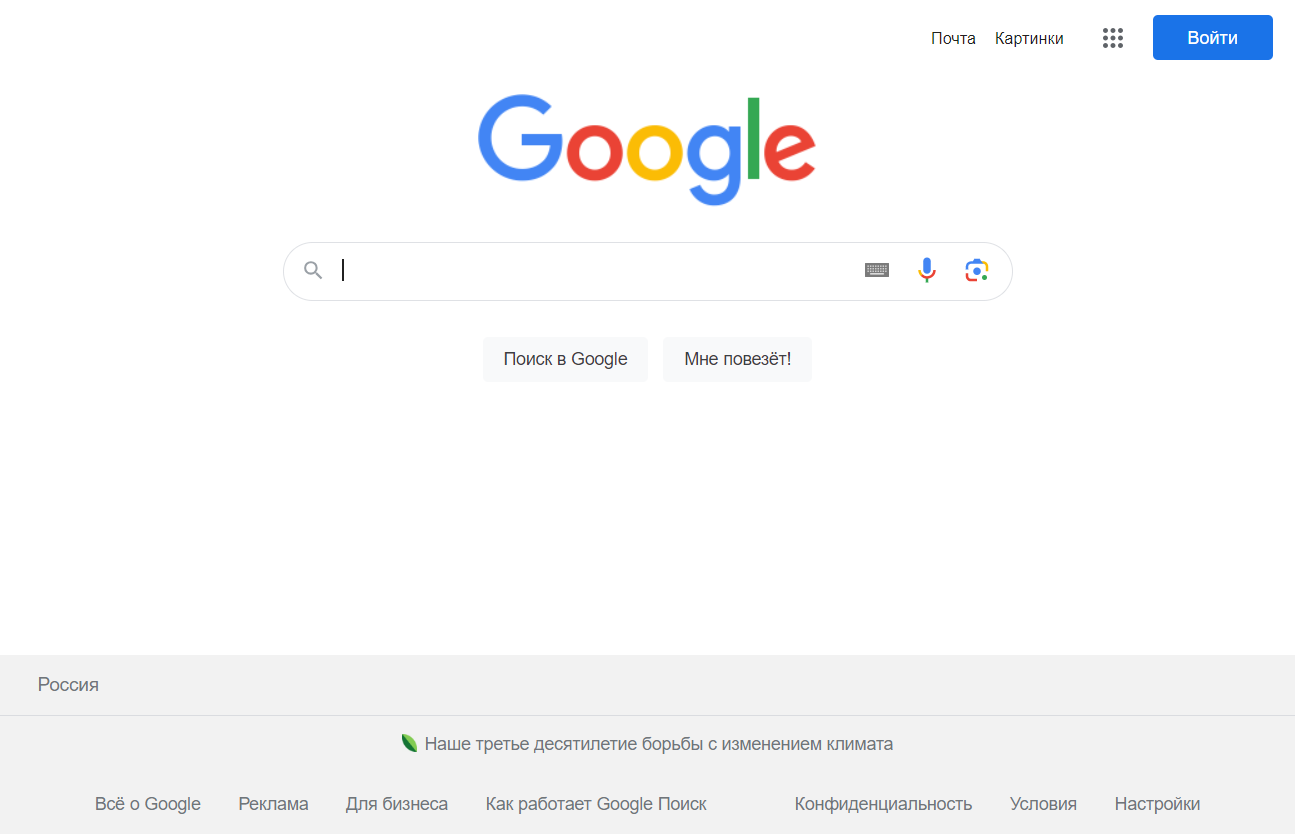 Почта Картинки Войти
Google
Поиск в Google Мне повезёт!
Россия
Наше третье десятилетие борьбы с изменением климата
Всё о Google Реклама Для бизнеса Как работает Google Поиск Конфиденциальность Условия Настройки